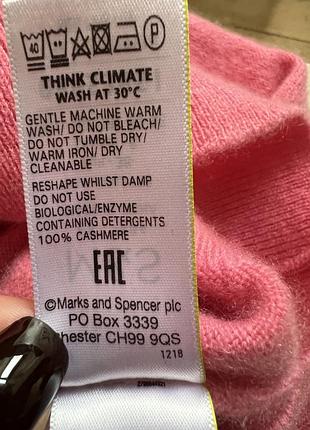 40
P
THINK CLIMATE
WASH AT 30°C
GENTLE MACHINE WARM
WASH/ DO NOT BLEACH/
DO NOT TUMBLE DRY/
WARM IRON/ DRY
CLEANABLE
RESHAPE WHILST DAMP
DO NOT USE
BIOLOGICAL/ENZYME
CONTAINING DETERGENTS
100% CASHMERE
EAC
©Marks and Spencer plc
PO Box 3339
CH99 9QS
1218